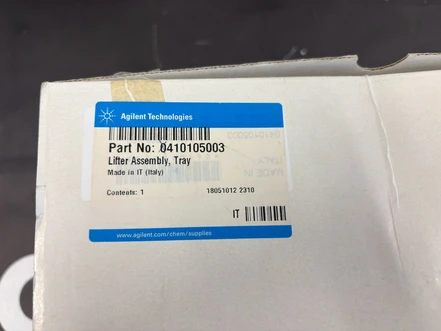 Agilent Technologies
Part No: 0410105003
Lifter Assembly, Tray
Made in IT (Italy)
Contents: 1 18051012 2310
IT
www.agilent.com/chem/supplies